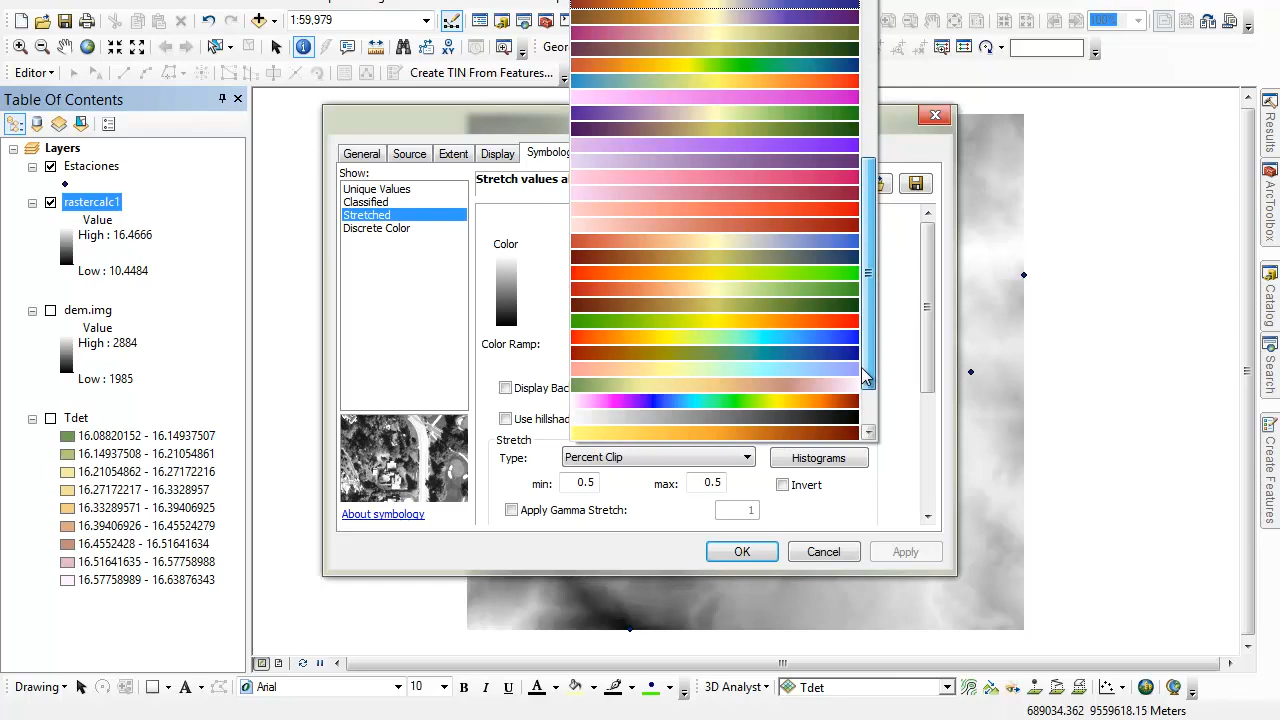 1:59,979
100%
Geor
Editor
Create TIN From Features...
Table Of Contents
Layers
Estaciones
rastercalc1
Value
High : 16.4666
Low : 10.4484
dem.img
Value
High : 2884
Low : 1985
Tdet
16.08820152 - 16.14937507
16.14937508 - 16.21054861
16.21054862 - 16.27172216
16.27172217 - 16.3328957
16.33289571 - 16.39406925
16.39406926 - 16.45524279
16.4552428 - 16.51641634
16.51641635 - 16.57758988
16.57758989 - 16.63876343
General
Source
Extent
Display
Symbolog
Show:
Unique Values
Classified
Stretched
Discrete Color
About symbology
Stretch values a
Color
Color Ramp:
Display Bac
Use hillshac
Stretch
Type:
Percent Clip
Histograms
min:
0.5
max:
0.5
Invert
Apply Gamma Stretch:
1
OK
Cancel
Apply
Results
ArcToolbox
Catalog
Search
Create Features
Drawing
A
Arial
10
B
I
U
A
3D Analyst
Tdet
689034.362 9559618.15 Meters